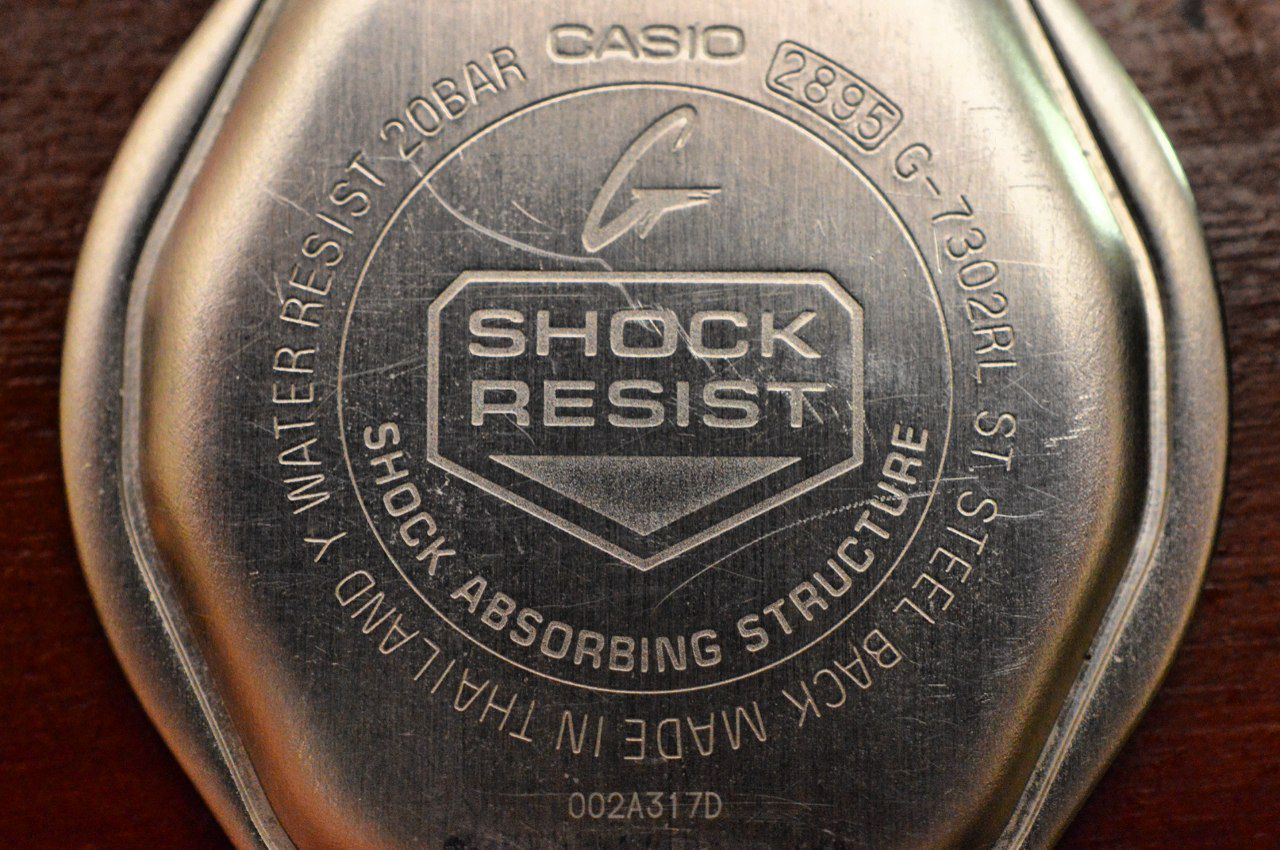 CASIO
2895 G-7302RL ST STEEL BACK MADE IN THAILAND Y WATER RESIST 20BAR
G
SHOCK
RESIST
SHOCK ABSORBING STRUCTURE
002A317D